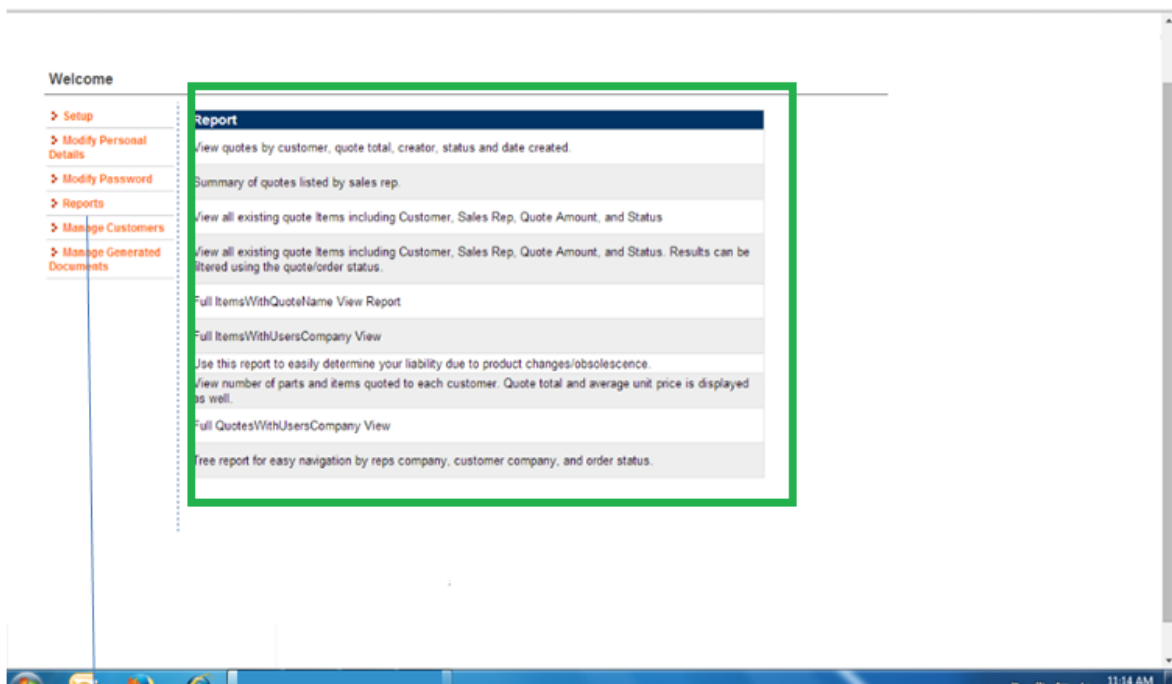 Welcome
Setup
Modify Personal
Details
Modify Password
Reports
Manage Customers
Manage Generated
Documents
Report
View quotes by customer, quote total, creator, status and date created.
Summary of quotes listed by sales rep.
View all existing quote Items including Customer, Sales Rep, Quote Amount, and Status
View all existing quote Items including Customer, Sales Rep, Quote Amount, and Status. Results can be
filtered using the quote/order status.
Full ItemsWithQuoteName View Report
Full ItemsWithUsersCompany View
Use this report to easily determine your liability due to product changes/obsolescence.
View number of parts and items quoted to each customer. Quote total and average unit price is displayed
as well.
Full QuotesWithUsersCompany View
Tree report for easy navigation by reps company, customer company, and order status.
11:14 AM